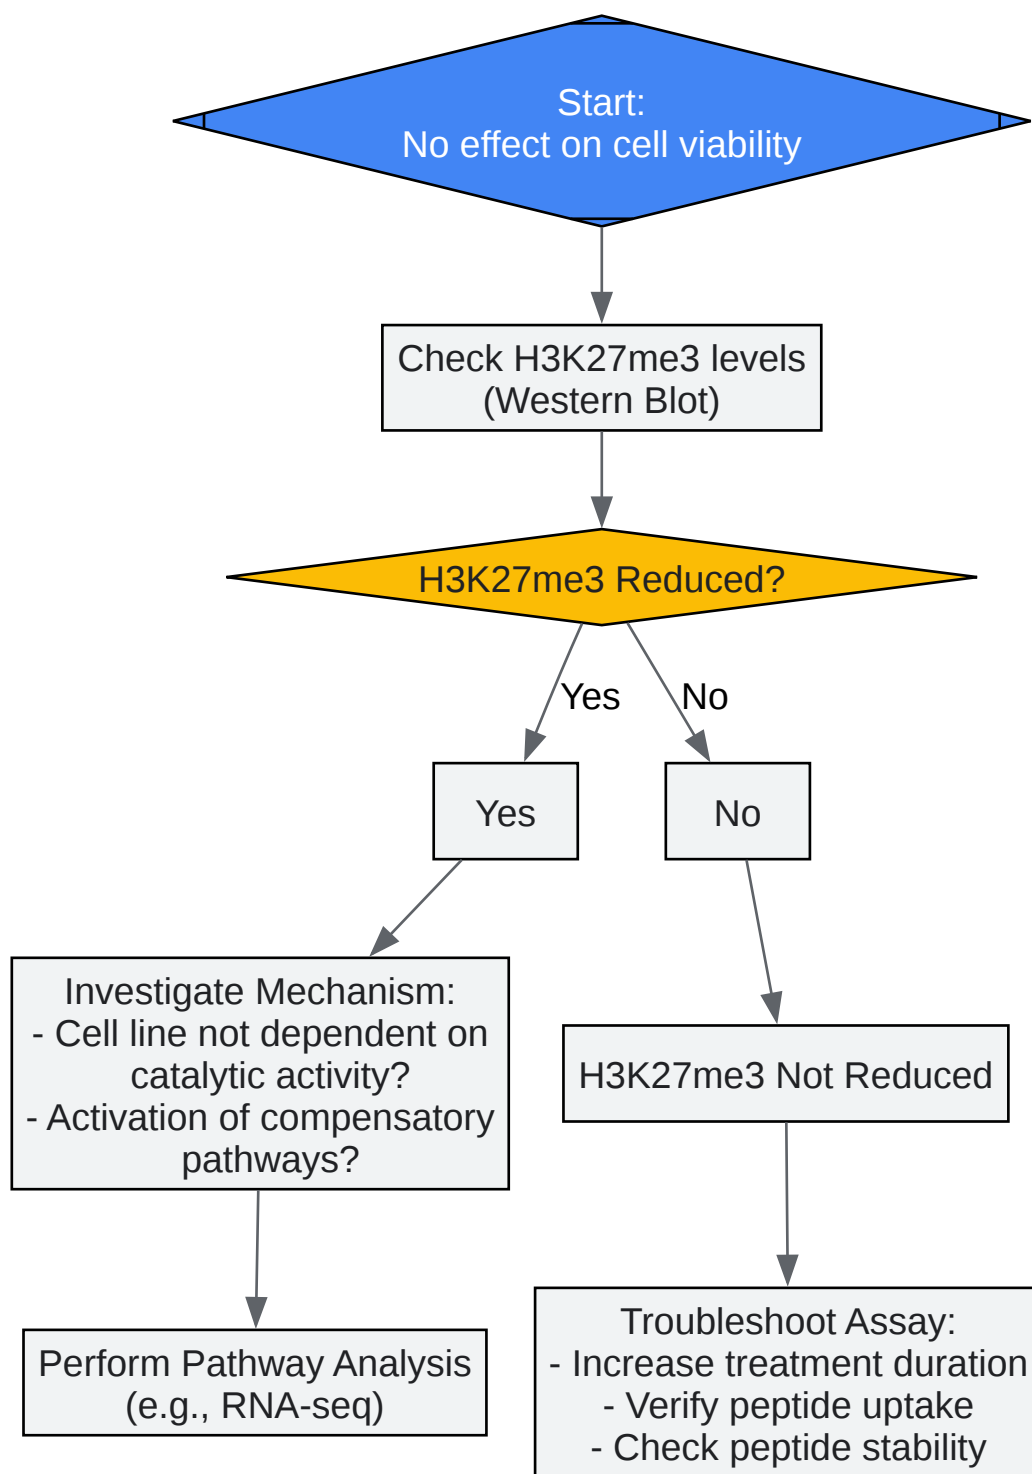 Start:
No effect on cell viability
Check H3K27me3 levels
(Western Blot)
H3K27me3 Reduced?
Yes
No
Yes
No
Investigate Mechanism:
- Cell line not dependent on
catalytic activity?
- Activation of compensatory
pathways?
H3K27me3 Not Reduced
Perform Pathway Analysis
(e.g., RNA-seq)
Troubleshoot Assay:
- Increase treatment duration
- Verify peptide uptake
- Check peptide stability